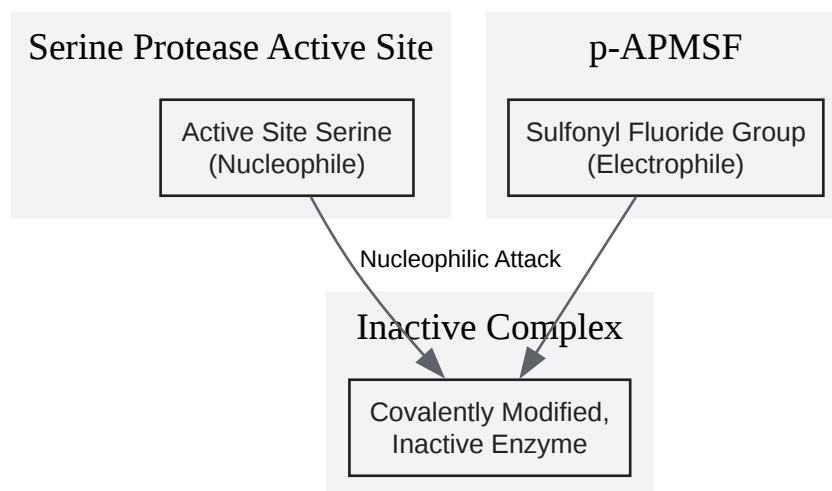 Serine Protease Active Site
p-APMSF
Active Site Serine
(Nucleophile)
Sulfonyl Fluoride Group
(Electrophile)
Nucleophilic Attack
Inactive Complex
Covalently Modified,
Inactive Enzyme